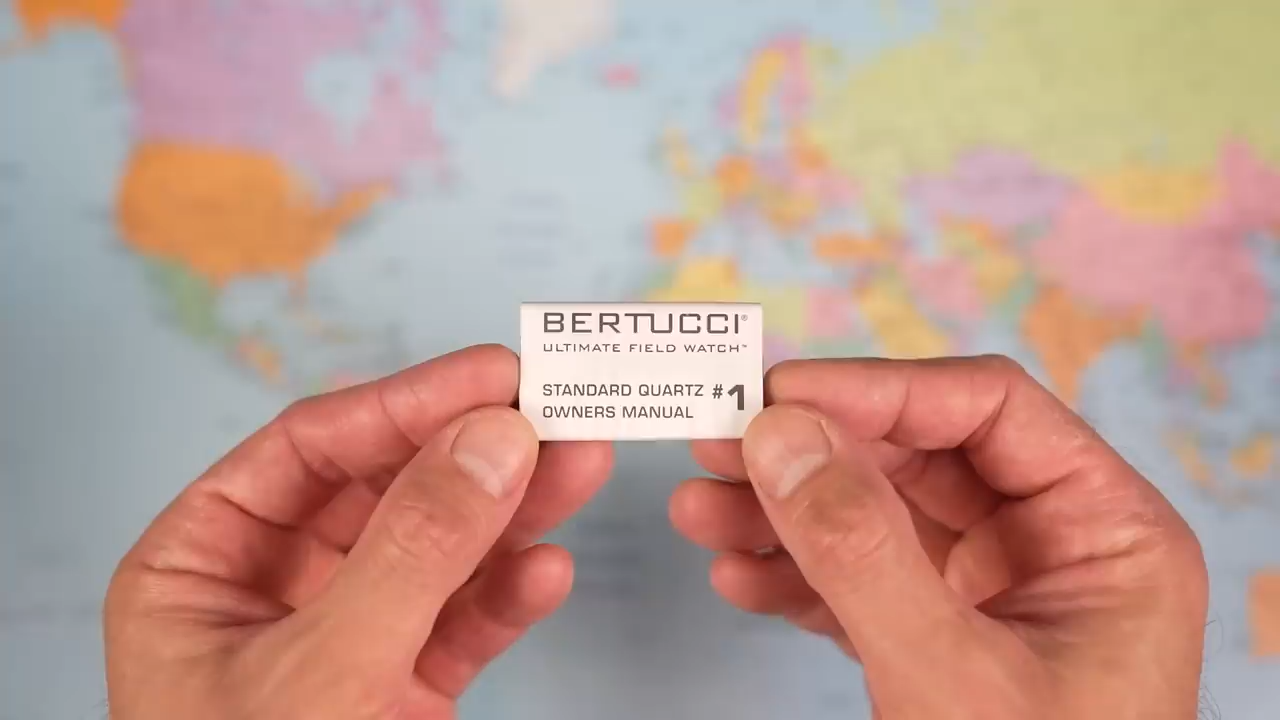 BERTUCCI®
ULTIMATE FIELD WATCH™
STANDARD QUARTZ #1
OWNERS MANUAL